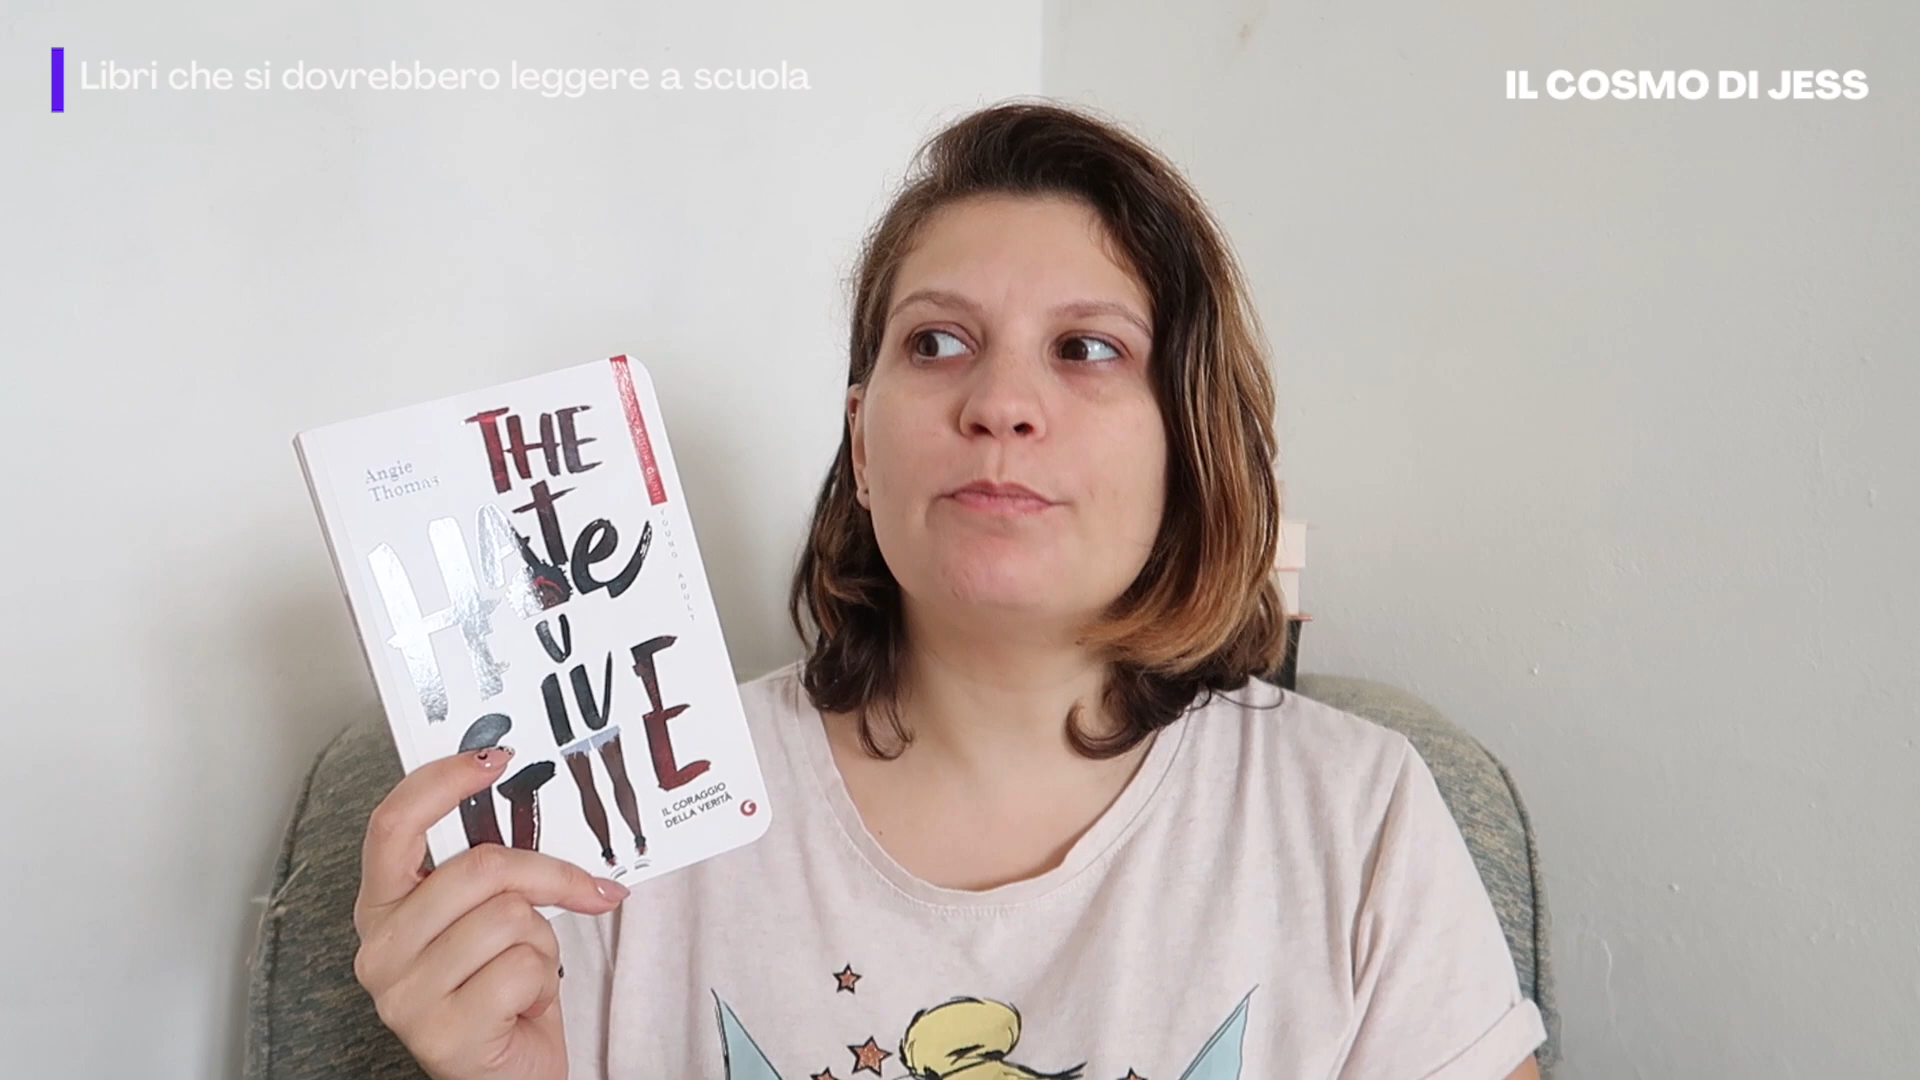 Libri che si dovrebbero leggere a scuola
IL COSMO DI JESS
Angie
Thomas
THE
HATE
U
GIVE
YOUNG ADULT
IL CORAGGIO
DELLA VERITÀ